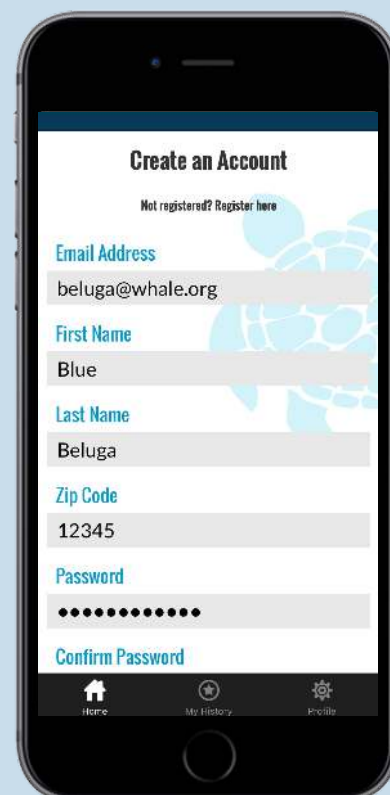 Create an Account
Not registered? Register here
Email Address
beluga@whale.org
First Name
Blue
Last Name
Beluga
Zip Code
12345
Password
●●●●●●●●●●●●
Confirm Password
Home My History Profile